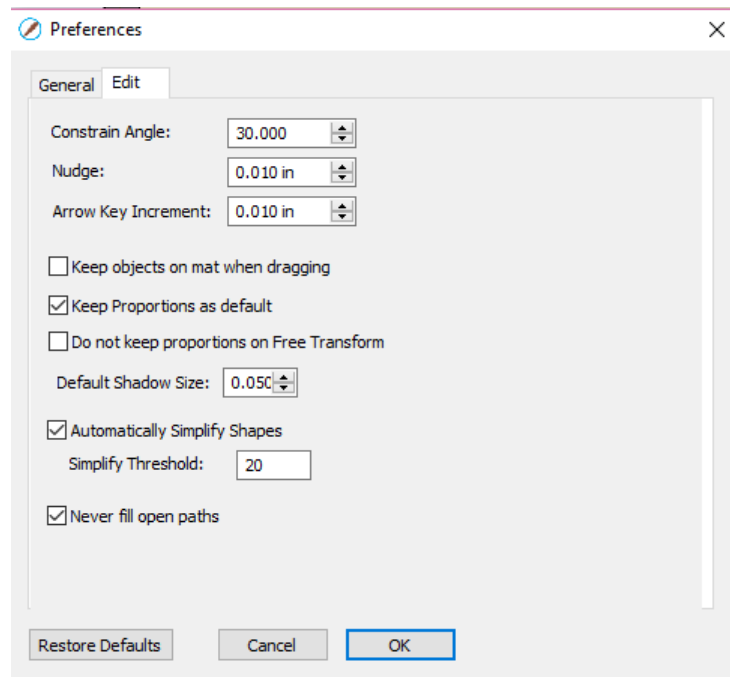 Preferences
General Edit
Constrain Angle: 30.000
Nudge: 0.010 in
Arrow Key Increment: 0.010 in
Keep objects on mat when dragging
Keep Proportions as default
Do not keep proportions on Free Transform
Default Shadow Size: 0.050
Automatically Simplify Shapes
Simplify Threshold: 20
Never fill open paths
Restore Defaults Cancel OK